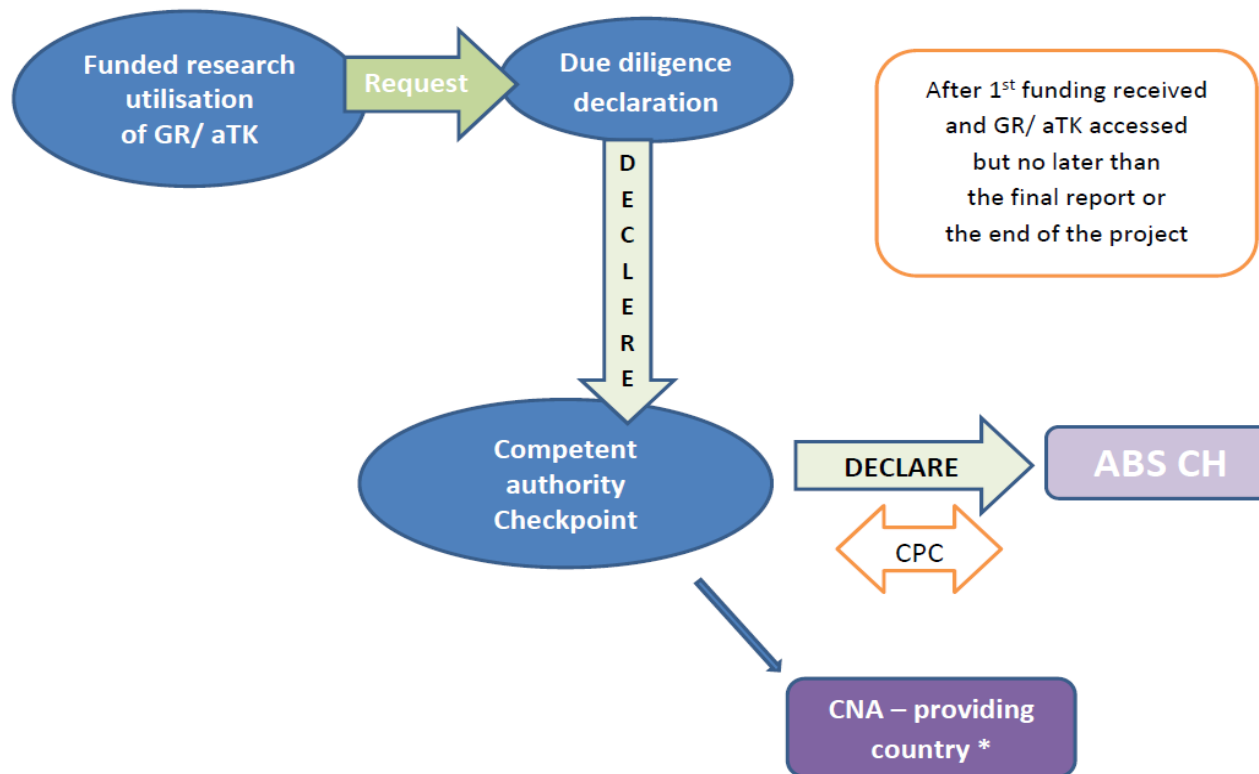 Funded research
utilisation
of GR/ aTK
Request
Due diligence
declaration
After 1st funding received
and GR/ aTK accessed
but no later than
the final report or
the end of the project
D
E
C
L
E
R
E
Competent
authority
Checkpoint
DECLARE
ABS CH
CPC
CNA – providing
country *